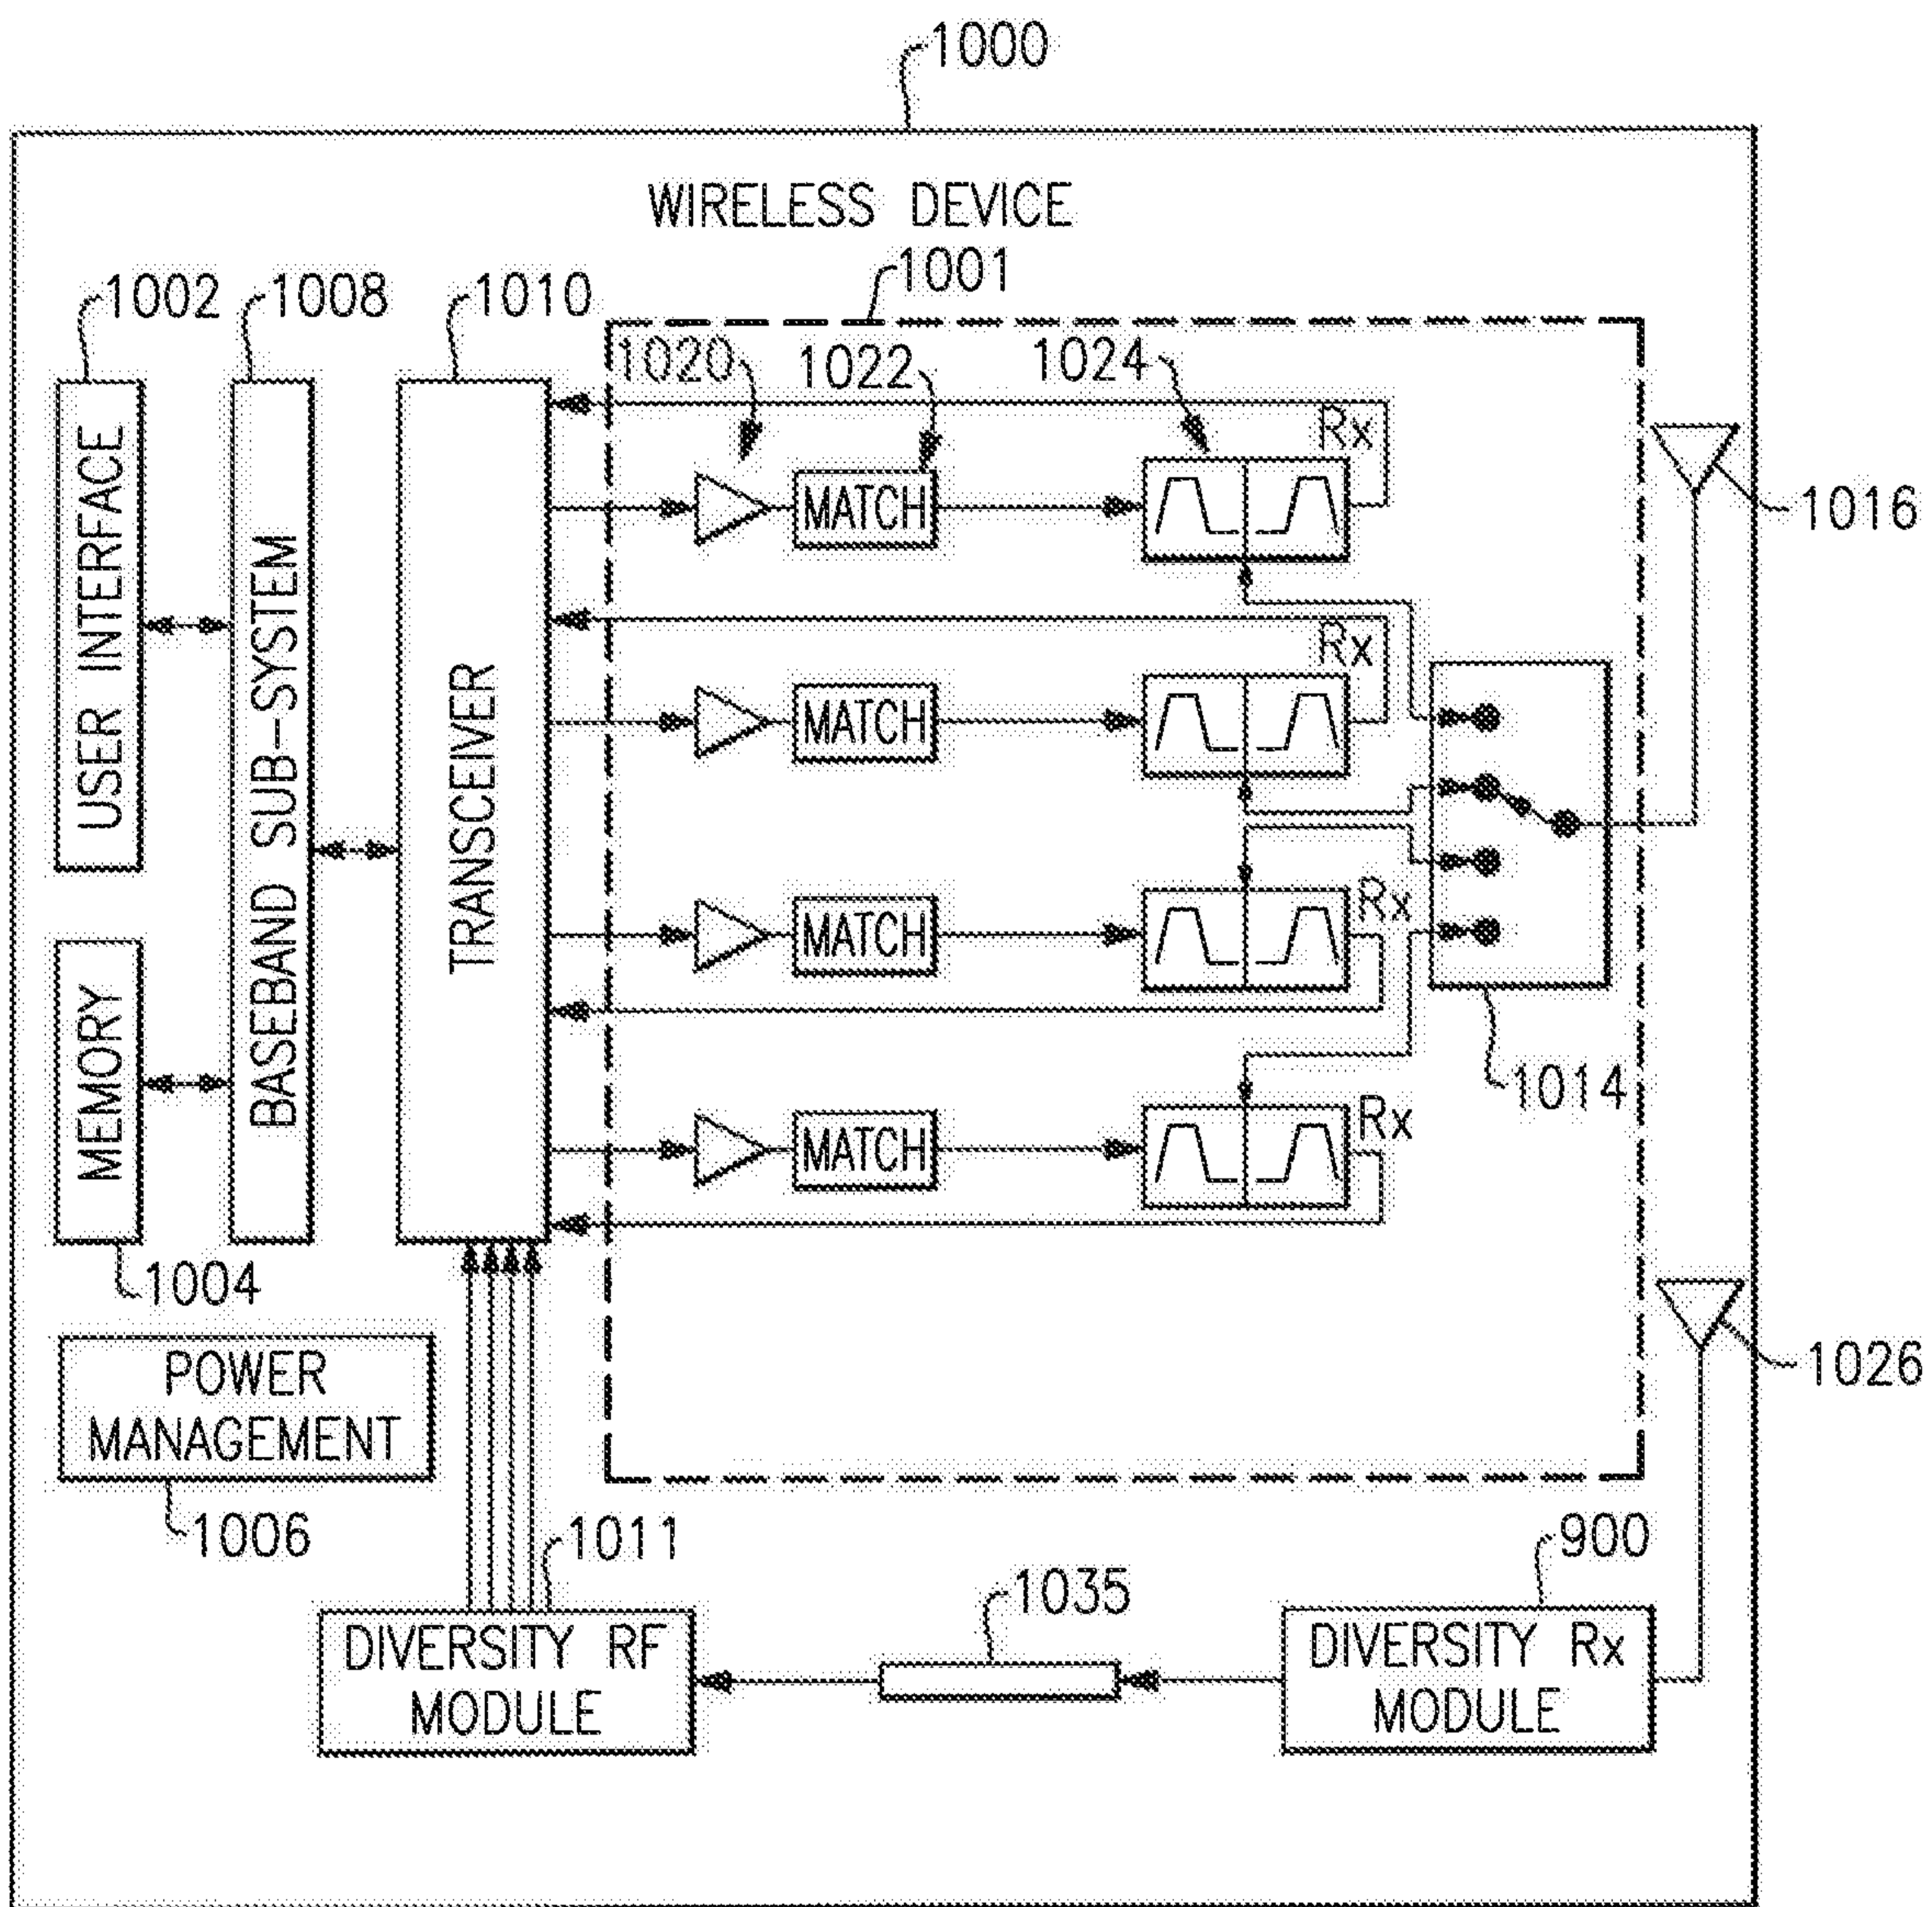 1000
WIRELESS DEVICE
1001
1002
1008
1010
1020
1022
1024
Rx
USER INTERFACE
BASEBAND SUB-SYSTEM
TRANSCEIVER
MATCH
1016
Rx
MATCH
MATCH
Rx
1014
MEMORY
MATCH
Rx
1004
POWER
MANAGEMENT
1006
1026
1011
1035
900
DIVERSITY RF
MODULE
DIVERSITY Rx
MODULE